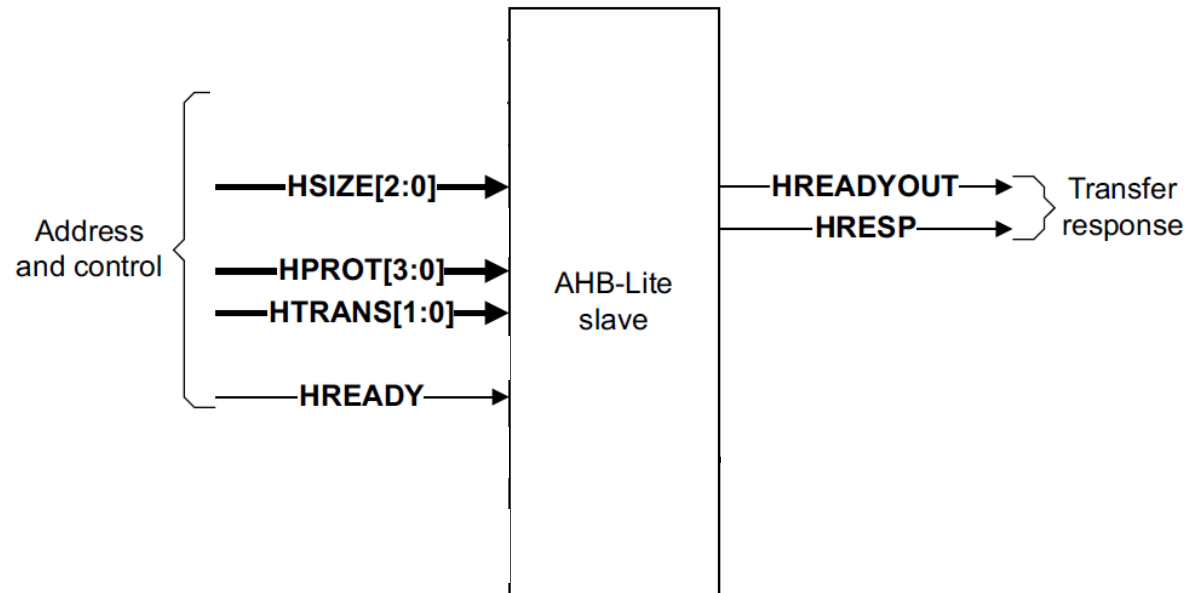 Address
and control
HSIZE[2:0]
HPROT[3:0]
HTRANS[1:0]
HREADY
AHB-Lite
slave
HREADYOUT
HRESP
Transfer
response